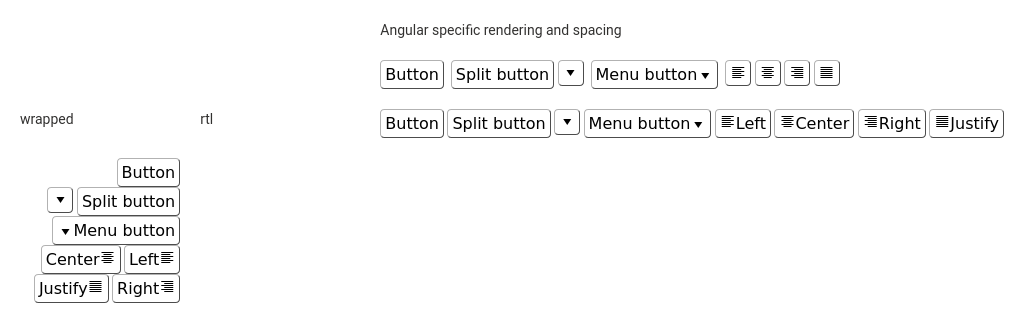 Angular specific rendering and spacing
Button Split button Menu button
Button Split button Menu button Left Center Right Justify
wrapped rtl
Button
Split button
Menu button
Center Left
Justify Right